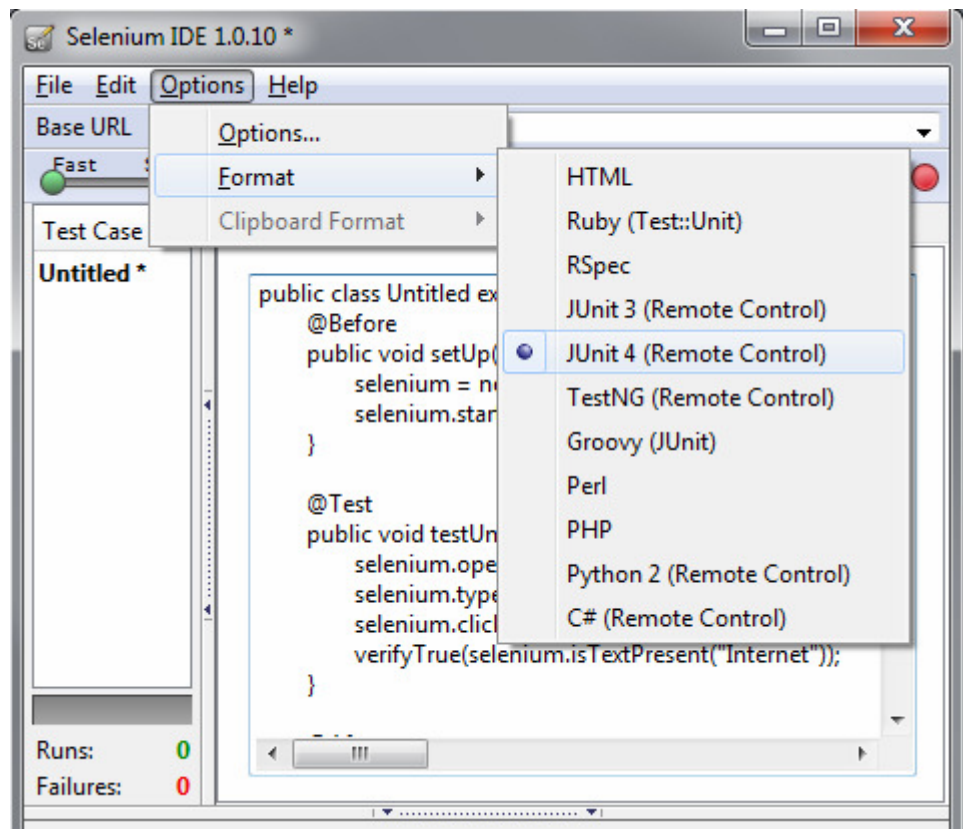 Selenium IDE 1.0.10 *
File Edit Options Help
Base URL
Fast
Options...
Format
Clipboard Format
HTML
Ruby (Test::Unit)
RSpec
JUnit 3 (Remote Control)
JUnit 4 (Remote Control)
TestNG (Remote Control)
Groovy (JUnit)
Perl
PHP
Python 2 (Remote Control)
C# (Remote Control)
Test Case
Untitled *
public class Untitled ex
@Before
public void setUp(
selenium = n
selenium.star
}
@Test
public void testUn
selenium.ope
selenium.type
selenium.clic
verifyTrue(selenium.isTextPresent("Internet"));
}
Runs: 0
Failures: 0